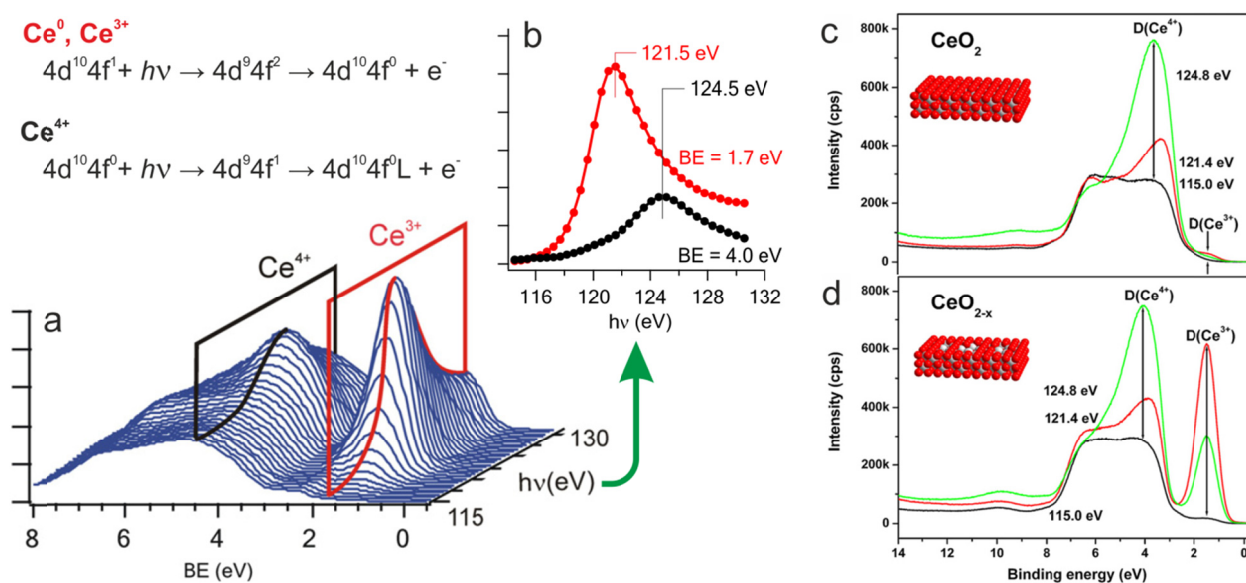 Ce⁰, Ce³⁺
4d¹⁰4f¹+ hν → 4d⁹4f² → 4d¹⁰4f⁰ + e⁻
Ce⁴⁺
4d¹⁰4f⁰+ hν → 4d⁹4f¹ → 4d¹⁰4f⁰L + e⁻
a
Ce⁴⁺
Ce³⁺
130
hν(eV)
115
8 6 4 2 0
BE (eV)
b
121.5 eV
124.5 eV
BE = 1.7 eV
BE = 4.0 eV
116 120 124 128 132
hν (eV)
c
CeO₂
D(Ce⁴⁺)
124.8 eV
121.4 eV
115.0 eV
D(Ce³⁺)
800k
600k
400k
200k
0
Intensity (cps)
d
CeO₂₋ₓ
D(Ce⁴⁺)
D(Ce³⁺)
124.8 eV
121.4 eV
115.0 eV
800k
600k
400k
200k
0
Intensity (cps)
14 12 10 8 6 4 2 0
Binding energy (eV)